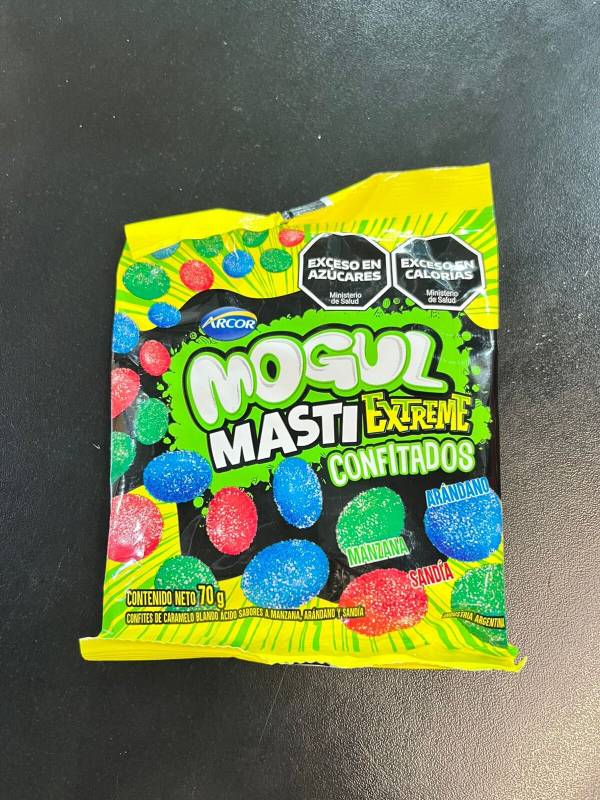 EXCESO EN
AZÚCARES
Ministerio
de Salud
EXCESO EN
CALORÍAS
Ministerio
de Salud
ARCOR
MOGUL
MASTI EXTREME
CONFITADOS
ARÁNDANO
MANZANA
SANDÍA
CONTENIDO NETO 70 g
CONFITES DE CARAMELO BLANDO ÁCIDO SABORES A MANZANA, ARÁNDANO Y SANDÍA
INDUSTRIA ARGENTINA